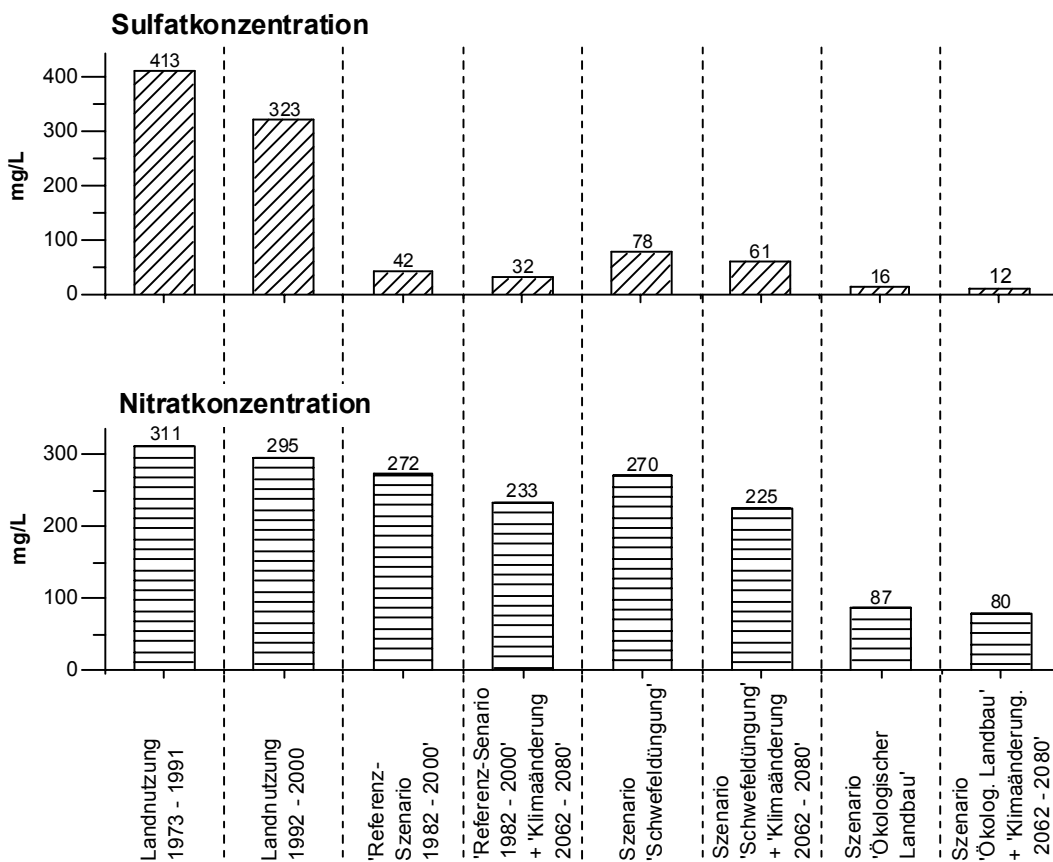 Sulfatkonzentration
mg/L
400
300
200
100
0
413
323
42
32
78
61
16
12
Nitratkonzentration
mg/L
300
200
100
0
311
295
272
233
270
225
87
80
Landnutzung
1973 - 1991
Landnutzung
1992 - 2000
'Referenz-
Szenario
1982 - 2000'
'Referenz-Senario
1982 - 2000'
+ 'Klimaänderung
2062 - 2080'
Szenario
'Schwefeldüngung'
Szenario
'Schwefeldüngung'
+ 'Klimaänderung
2062 - 2080'
Szenario
'Ökologischer
Landbau'
Szenario
'Ökolog. Landbau'
+ 'Klimaänderung.
2062 - 2080'